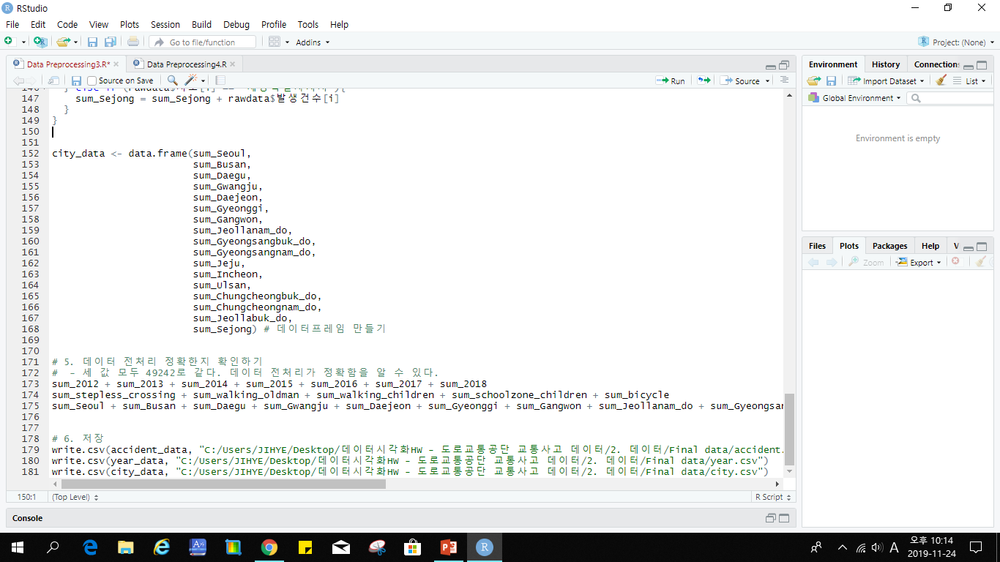 RStudio
File Edit Code View Plots Session Build Debug Profile Tools Help
Go to file/function Addins Project: (None)
Data Preprocessing3.R* Data Preprocessing4.R
Source on Save Run Source
147 sum_Sejong = sum_Sejong + rawdata$발생건수[i]
148 }
149 }
150
151
152 city_data <- data.frame(sum_Seoul,
153 sum_Busan,
154 sum_Daegu,
155 sum_Gwangju,
156 sum_Daejeon,
157 sum_Gyeonggi,
158 sum_Gangwon,
159 sum_Jeollanam_do,
160 sum_Gyeongsangbuk_do,
161 sum_Gyeongsangnam_do,
162 sum_Jeju,
163 sum_Incheon,
164 sum_Ulsan,
165 sum_Chungcheongbuk_do,
166 sum_Chungcheongnam_do,
167 sum_Jeollabuk_do,
168 sum_Sejong) # 데이터프레임 만들기
169
170
171 # 5. 데이터 전처리 정확한지 확인하기
172 # - 세 값 모두 49242로 같다. 데이터 전처리가 정확함을 알 수 있다.
173 sum_2012 + sum_2013 + sum_2014 + sum_2015 + sum_2016 + sum_2017 + sum_2018
174 sum_stepless_crossing + sum_walking_oldman + sum_walking_children + sum_schoolzone_children + sum_bicycle
175 sum_Seoul + sum_Busan + sum_Daegu + sum_Gwangju + sum_Daejeon + sum_Gyeonggi + sum_Gangwon + sum_Jeollanam_do + sum_Gyeongsan
176
177
178 # 6. 저장
179 write.csv(accident_data, "C:/Users/JIHYE/Desktop/데이터시각화HW - 도로교통공단 교통사고 데이터/2. 데이터/Final data/accident.
180 write.csv(year_data, "C:/Users/JIHYE/Desktop/데이터시각화HW - 도로교통공단 교통사고 데이터/2. 데이터/Final data/year.csv")
181 write.csv(city_data, "C:/Users/JIHYE/Desktop/데이터시각화HW - 도로교통공단 교통사고 데이터/2. 데이터/Final data/city.csv")
150:1 (Top Level) R Script
Console
Environment History Connections
Import Dataset List
Global Environment
Environment is empty
Files Plots Packages Help V
Zoom Export
A 오후 10:14
2019-11-24